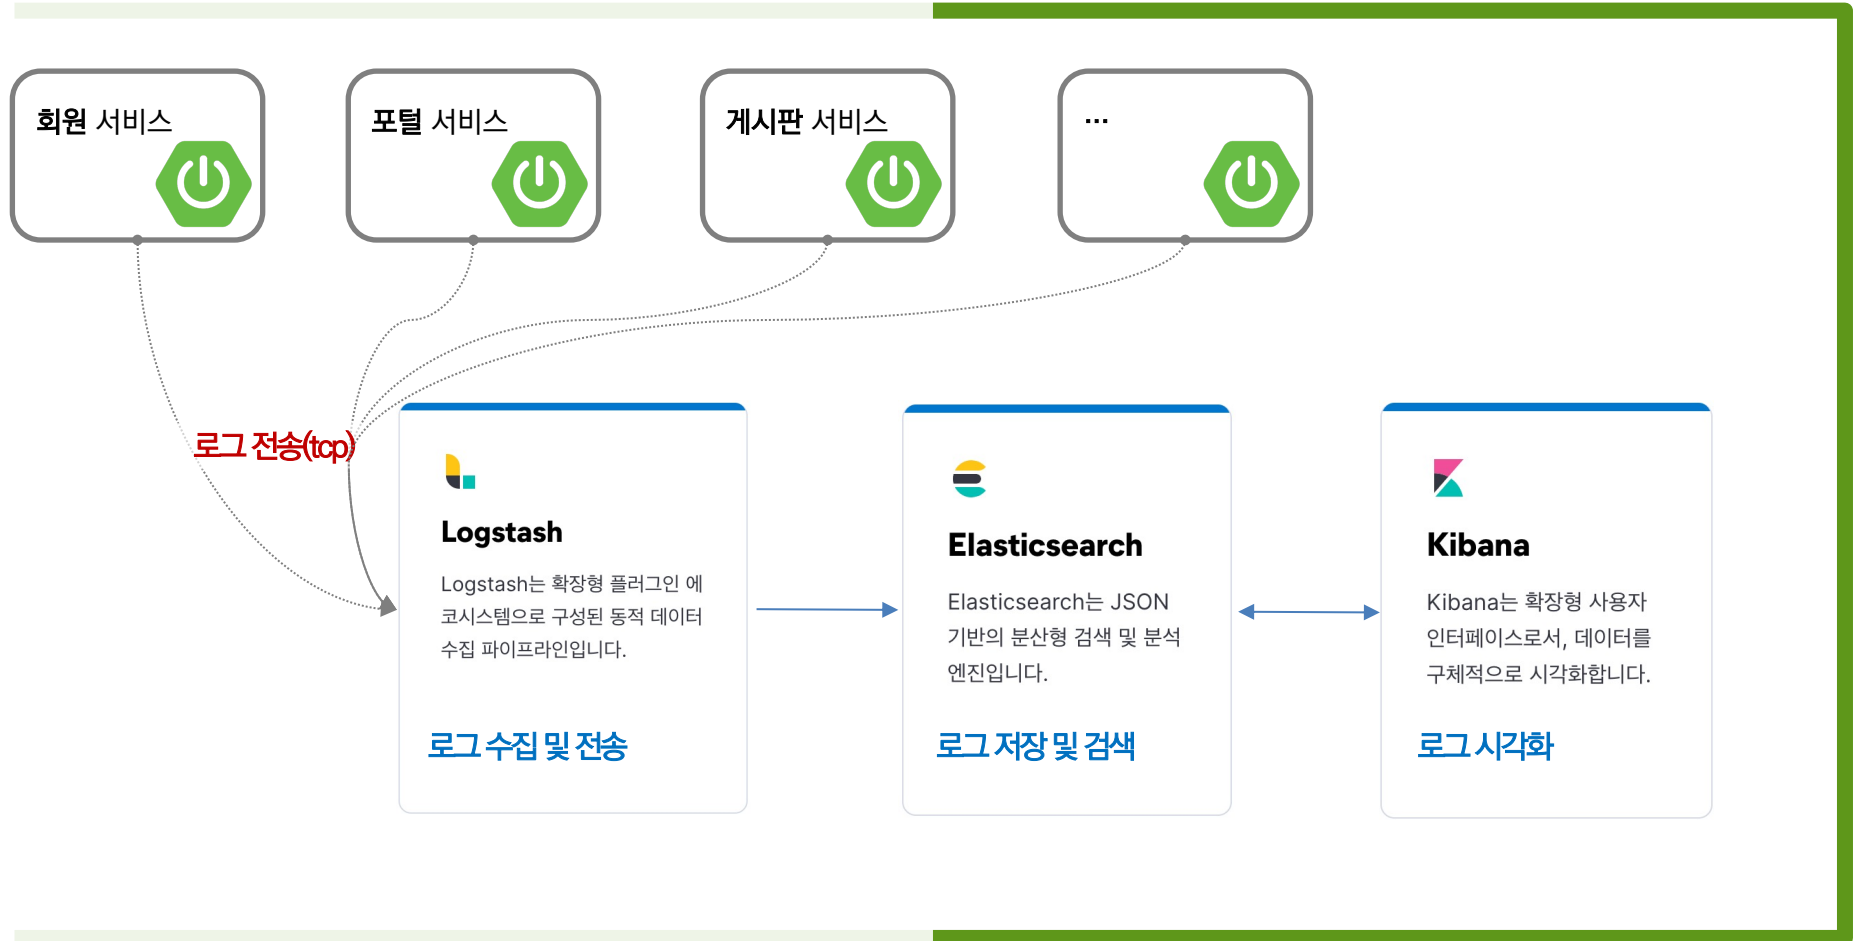 회원 서비스
포털 서비스
게시판 서비스
...
로그 전송(tcp)
Logstash
Logstash는 확장형 플러그인 에
코시스템으로 구성된 동적 데이터
수집 파이프라인입니다.
로그 수집 및 전송
Elasticsearch
Elasticsearch는 JSON
기반의 분산형 검색 및 분석
엔진입니다.
로그 저장 및 검색
Kibana
Kibana는 확장형 사용자
인터페이스로서, 데이터를
구체적으로 시각화합니다.
로그 시각화